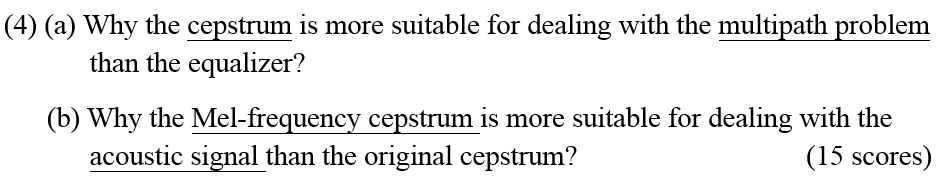 (4) (a) Why the cepstrum is more suitable for dealing with the multipath problem
than the equalizer?
(b) Why the Mel-frequency cepstrum is more suitable for dealing with the
acoustic signal than the original cepstrum? (15 scores)